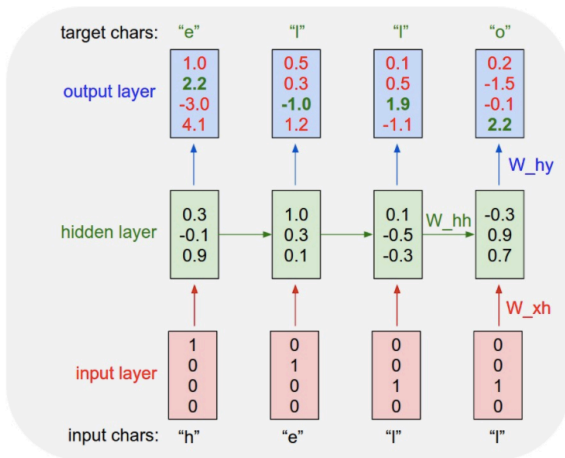 target chars: “e” “l” “l” “o”
output layer
1.0 0.5 0.1 0.2
2.2 0.3 0.5 -1.5
-3.0 -1.0 1.9 -0.1
4.1 1.2 -1.1 2.2
W_hy
hidden layer
0.3 1.0 0.1 -0.3
-0.1 0.3 -0.5 0.9
0.9 0.1 -0.3 0.7
W_hh
W_xh
input layer
1 0 0 0
0 1 0 0
0 0 1 1
0 0 0 0
input chars: “h” “e” “l” “l”